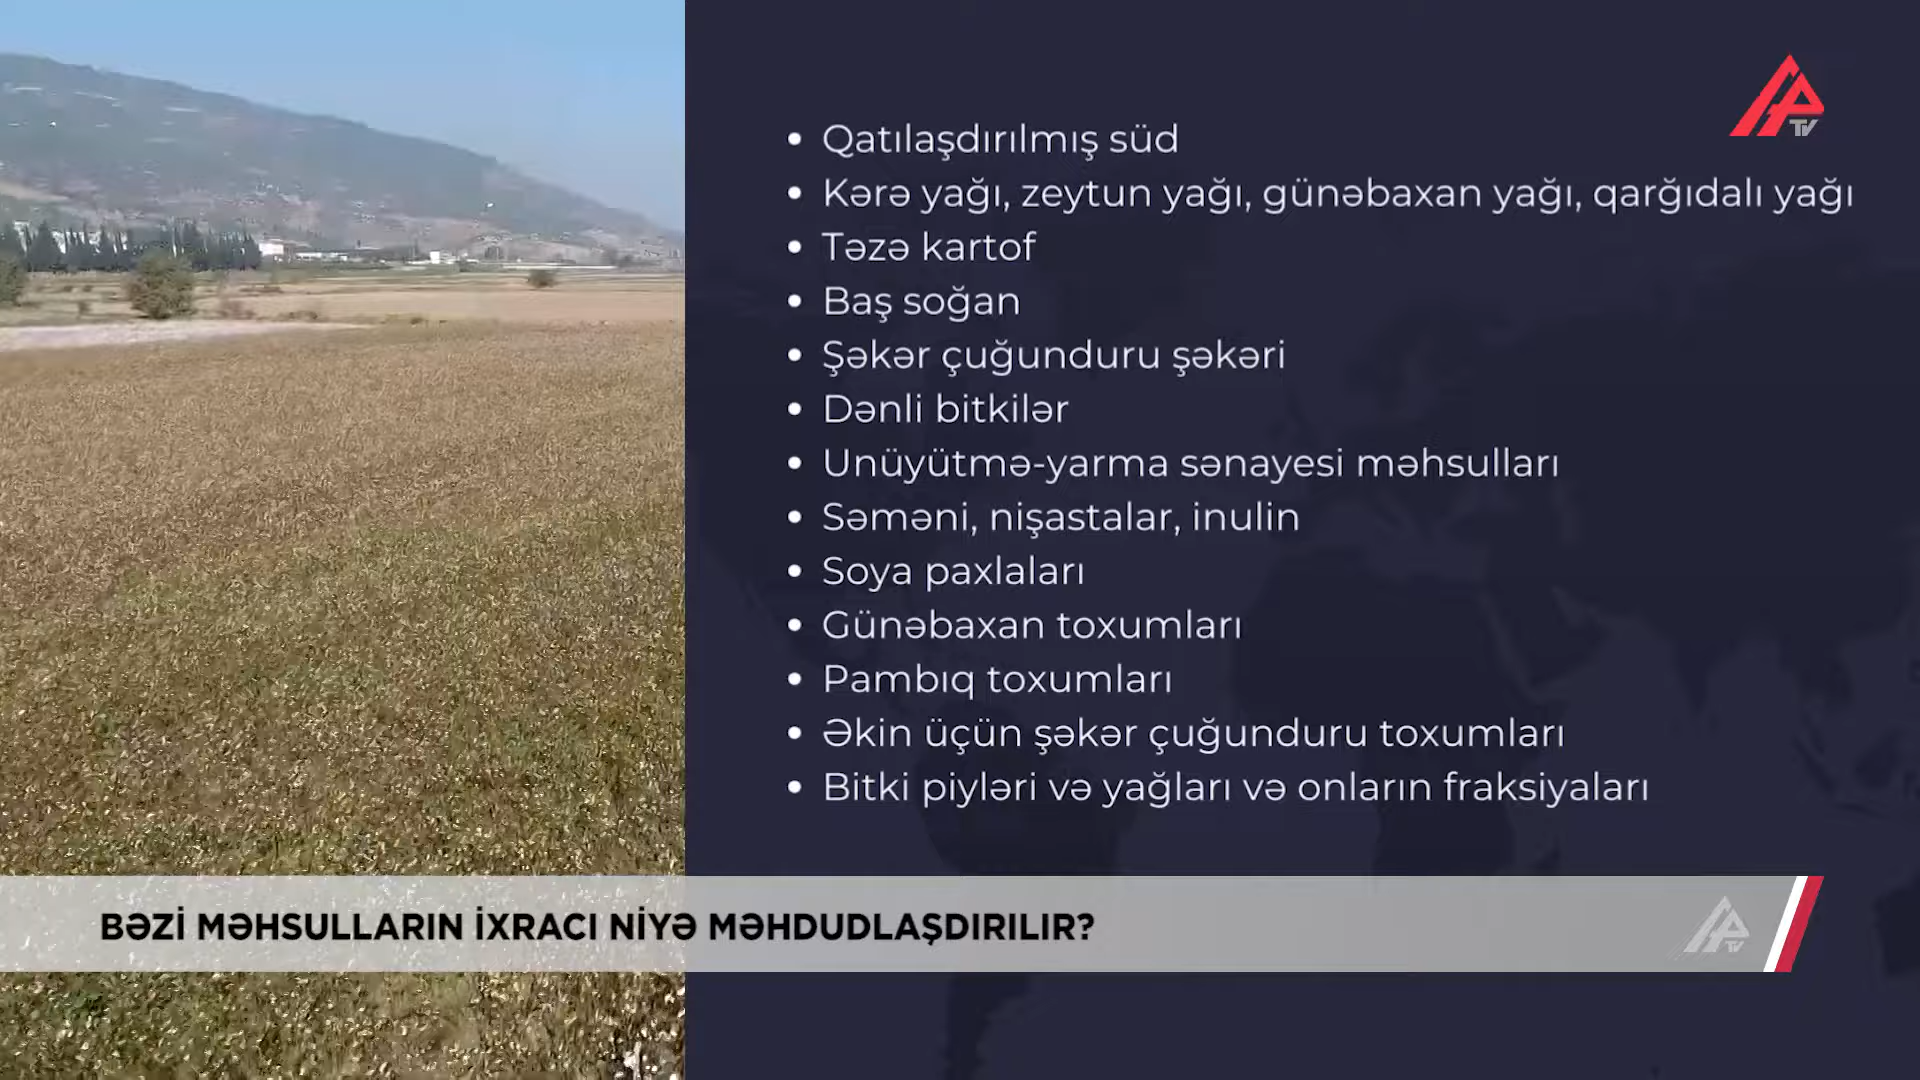 APTV
• Qatılaşdırılmış süd
• Kərə yağı, zeytun yağı, günəbaxan yağı, qarğıdalı yağı
• Təzə kartof
• Baş soğan
• Şəkər çuğunduru şəkəri
• Dənli bitkilər
• Unüyütmə-yarma sənayesi məhsulları
• Səməni, nişastalar, inulin
• Soya paxlaları
• Günəbaxan toxumları
• Pambıq toxumları
• Əkin üçün şəkər çuğunduru toxumları
• Bitki piyləri və yağları və onların fraksiyaları
BƏZİ MƏHSULLARIN İXRACI NİYƏ MƏHDUDLAŞDIRILIR?
APTV